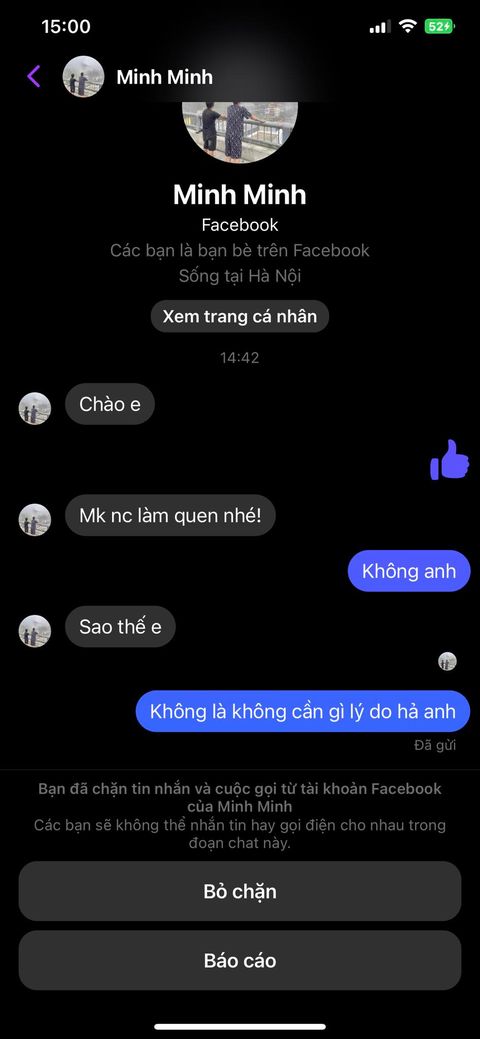 15:00
52
Minh Minh
Minh Minh
Facebook
Các bạn là bạn bè trên Facebook
Sống tại Hà Nội
Xem trang cá nhân
14:42
Chào e
Mk nc làm quen nhé!
Không anh
Sao thế e
Không là không cần gì lý do hả anh
Đã gửi
Bạn đã chặn tin nhắn và cuộc gọi từ tài khoản Facebook
của Minh Minh
Các bạn sẽ không thể nhắn tin hay gọi điện cho nhau trong
đoạn chat này.
Bỏ chặn
Báo cáo